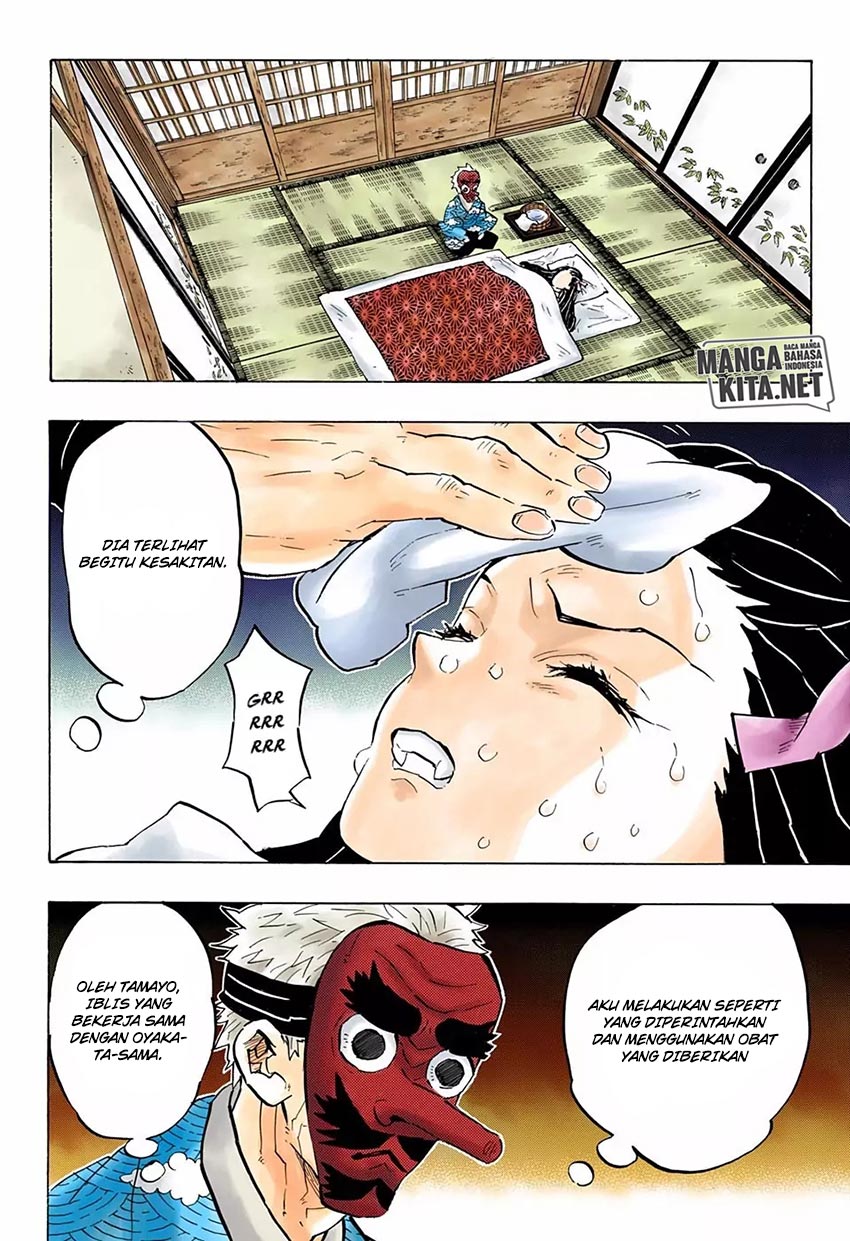 MANGA
BACA MANGA
BAHASA
INDONESIA
KITA.NET
DIA TERLIHAT
BEGITU KESAKITAN.
GRR
RRR
RRR
AKU MELAKUKAN SEPERTI
YANG DIPERINTAHKAN
DAN MENGGUNAKAN OBAT
YANG DIBERIKAN
OLEH TAMAYO,
IBLIS YANG
BEKERJA SAMA
DENGAN OYAKA-
TA-SAMA.